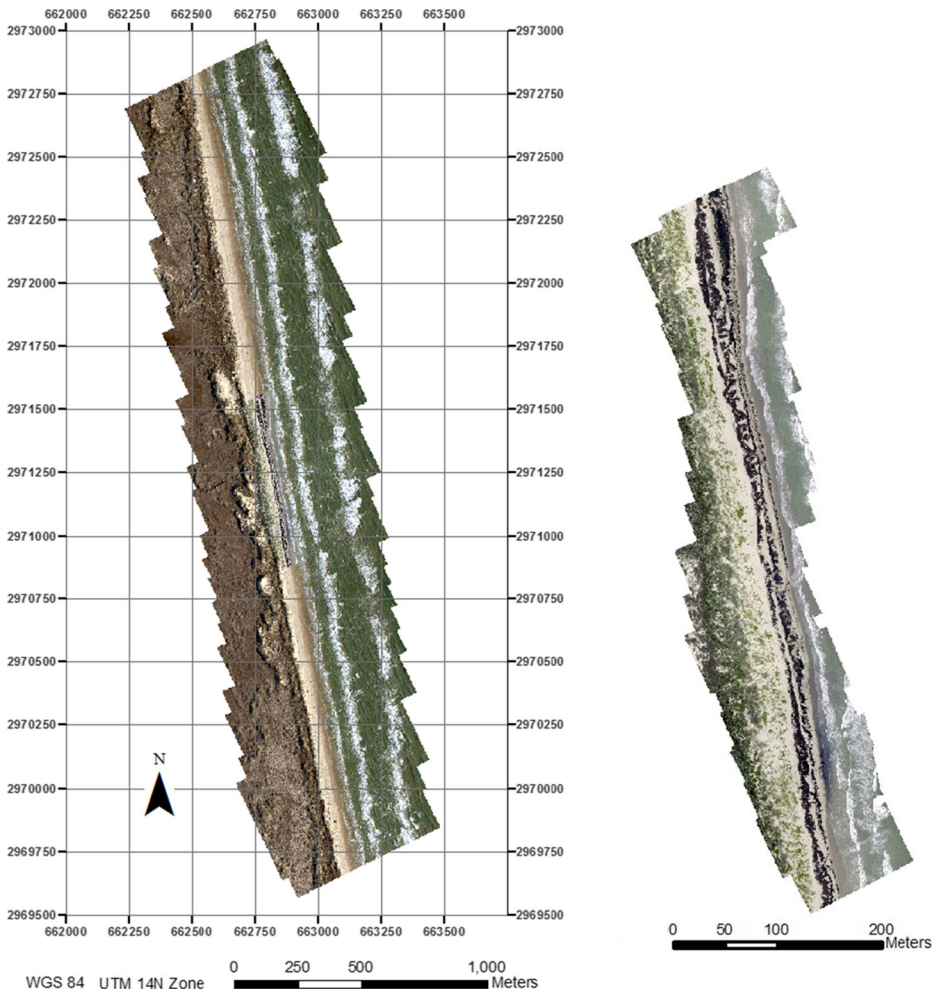 662000 662250 662500 662750 663000 663250 663500
2973000 2973000
2972750 2972750
2972500 2972500
2972250 2972250
2972000 2972000
2971750 2971750
2971500 2971500
2971250 2971250
2971000 2971000
2970750 2970750
2970500 2970500
2970250 2970250
N
2970000 2970000
2969750 2969750
2969500 2969500
662000 662250 662500 662750 663000 663250 663500
0 50 100 200
Meters
0 250 500 1,000
WGS 84 UTM 14N Zone Meters